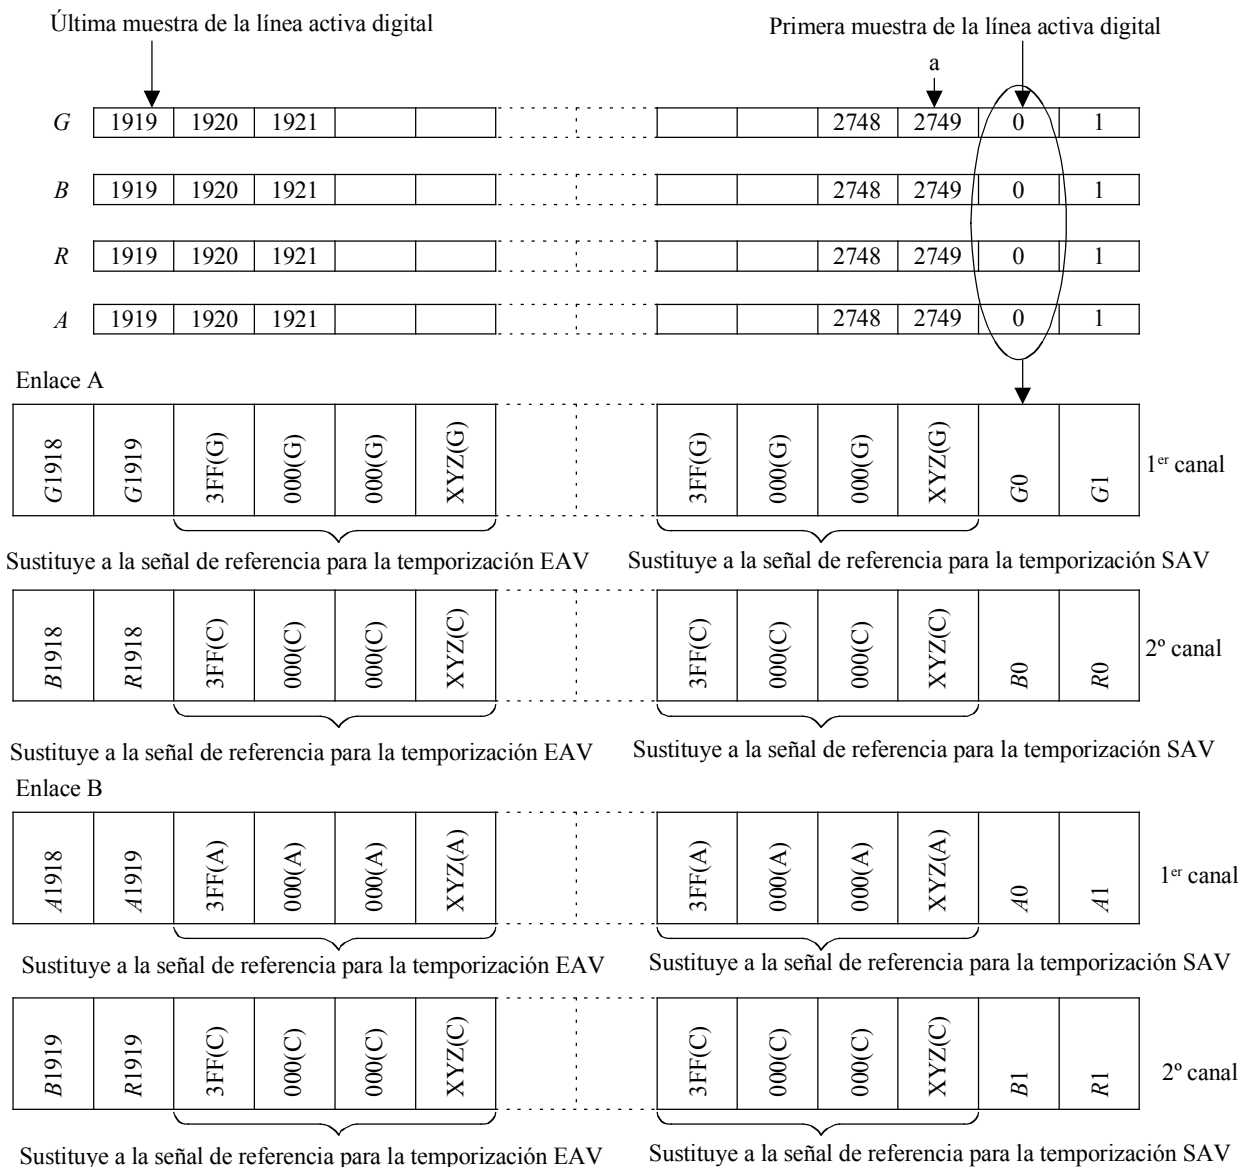 Última muestra de la línea activa digital
Primera muestra de la línea activa digital
a
G 1919 1920 1921 2748 2749 0 1
B 1919 1920 1921 2748 2749 0 1
R 1919 1920 1921 2748 2749 0 1
A 1919 1920 1921 2748 2749 0 1
Enlace A
G1918 G1919 3FF(G) 000(G) 000(G) XYZ(G) 3FF(G) 000(G) 000(G) XYZ(G) G0 G1 1er canal
Sustituye a la señal de referencia para la temporización EAV
Sustituye a la señal de referencia para la temporización SAV
B1918 R1918 3FF(C) 000(C) 000(C) XYZ(C) 3FF(C) 000(C) 000(C) XYZ(C) B0 R0 2º canal
Sustituye a la señal de referencia para la temporización EAV
Sustituye a la señal de referencia para la temporización SAV
Enlace B
A1918 A1919 3FF(A) 000(A) 000(A) XYZ(A) 3FF(A) 000(A) 000(A) XYZ(A) A0 A1 1er canal
Sustituye a la señal de referencia para la temporización EAV
Sustituye a la señal de referencia para la temporización SAV
B1919 R1919 3FF(C) 000(C) 000(C) XYZ(C) 3FF(C) 000(C) 000(C) XYZ(C) B1 R1 2º canal
Sustituye a la señal de referencia para la temporización EAV
Sustituye a la señal de referencia para la temporización SAV